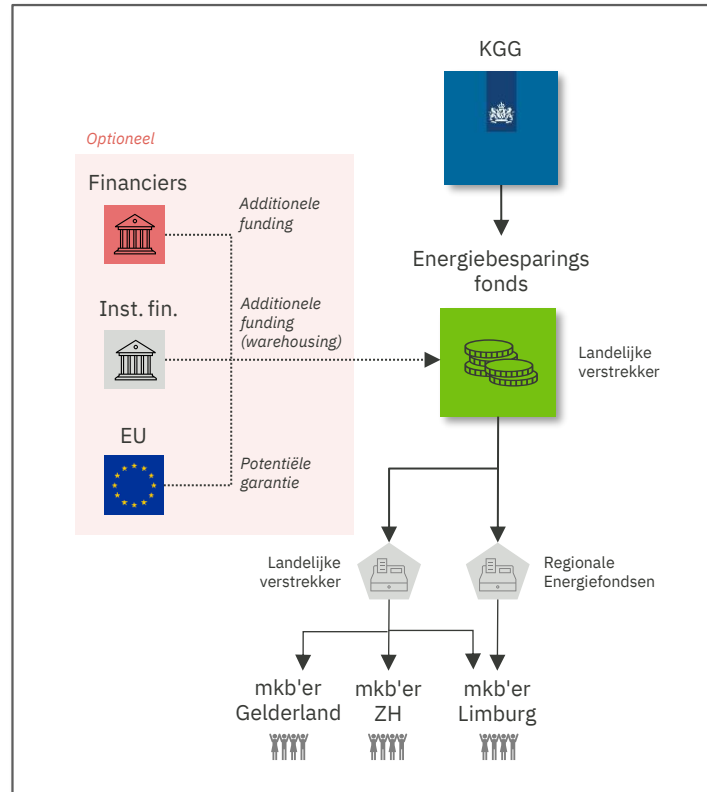 KGG
Optioneel
Financiers
Additionele
funding
Energiebesparings
fonds
Inst. fin.
Additionele
funding
(warehousing)
Landelijke
verstrekker
EU
Potentiële
garantie
Landelijke
verstrekker
Regionale
Energiefondsen
mkb'er
Gelderland
mkb'er
ZH
mkb'er
Limburg